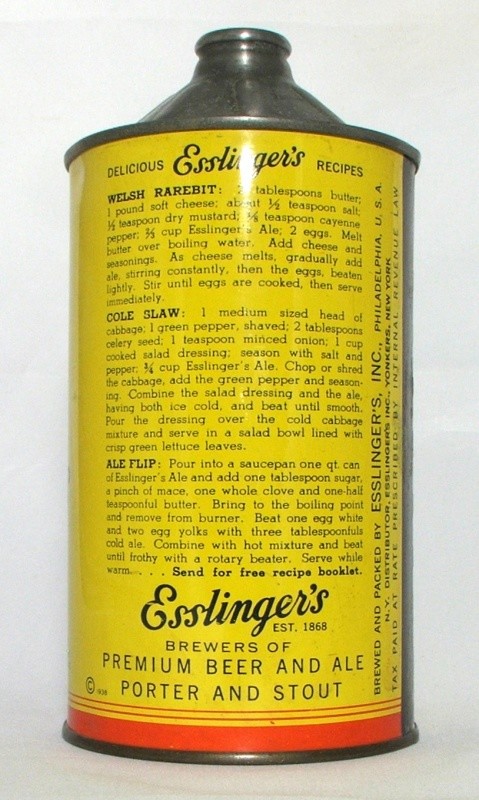 DELICIOUS Esslinger's RECIPES
WELSH RAREBIT: 2 tablespoons butter;
1 pound soft cheese; about ½ teaspoon salt;
½ teaspoon dry mustard; ⅛ teaspoon cayenne
pepper; ⅔ cup Esslinger's Ale; 2 eggs. Melt
butter over boiling water. Add cheese and
seasonings. As cheese melts, gradually add
ale, stirring constantly, then the eggs, beaten
lightly. Stir until eggs are cooked, then serve
immediately.
COLE SLAW: 1 medium sized head of
cabbage; 1 green pepper, shaved; 2 tablespoons
celery seed; 1 teaspoon minced onion; 1 cup
cooked salad dressing; season with salt and
pepper; ¾ cup Esslinger's Ale. Chop or shred
the cabbage, add the green pepper and season-
ing. Combine the salad dressing and the ale,
having both ice cold, and beat until smooth.
Pour the dressing over the cold cabbage
mixture and serve in a salad bowl lined with
crisp green lettuce leaves.
ALE FLIP: Pour into a saucepan one qt. can
of Esslinger's Ale and add one tablespoon sugar,
a pinch of mace, one whole clove and one-half
teaspoonful butter. Bring to the boiling point
and remove from burner. Beat one egg white
and two egg yolks with three tablespoonfuls
cold ale. Combine with hot mixture and beat
until frothy with a rotary beater. Serve while
warm. . . . Send for free recipe booklet.
Esslinger's
EST. 1868
BREWERS OF
PREMIUM BEER AND ALE
PORTER AND STOUT
©
BREWED AND PACKED BY ESSLINGER'S, INC., PHILADELPHIA, U. S. A.
N.Y. DISTRIBUTOR, ESSLINGER'S INC., YONKERS, NEW YORK
TAX PAID AT RATE PRESCRIBED BY INTERNAL REVENUE LAW